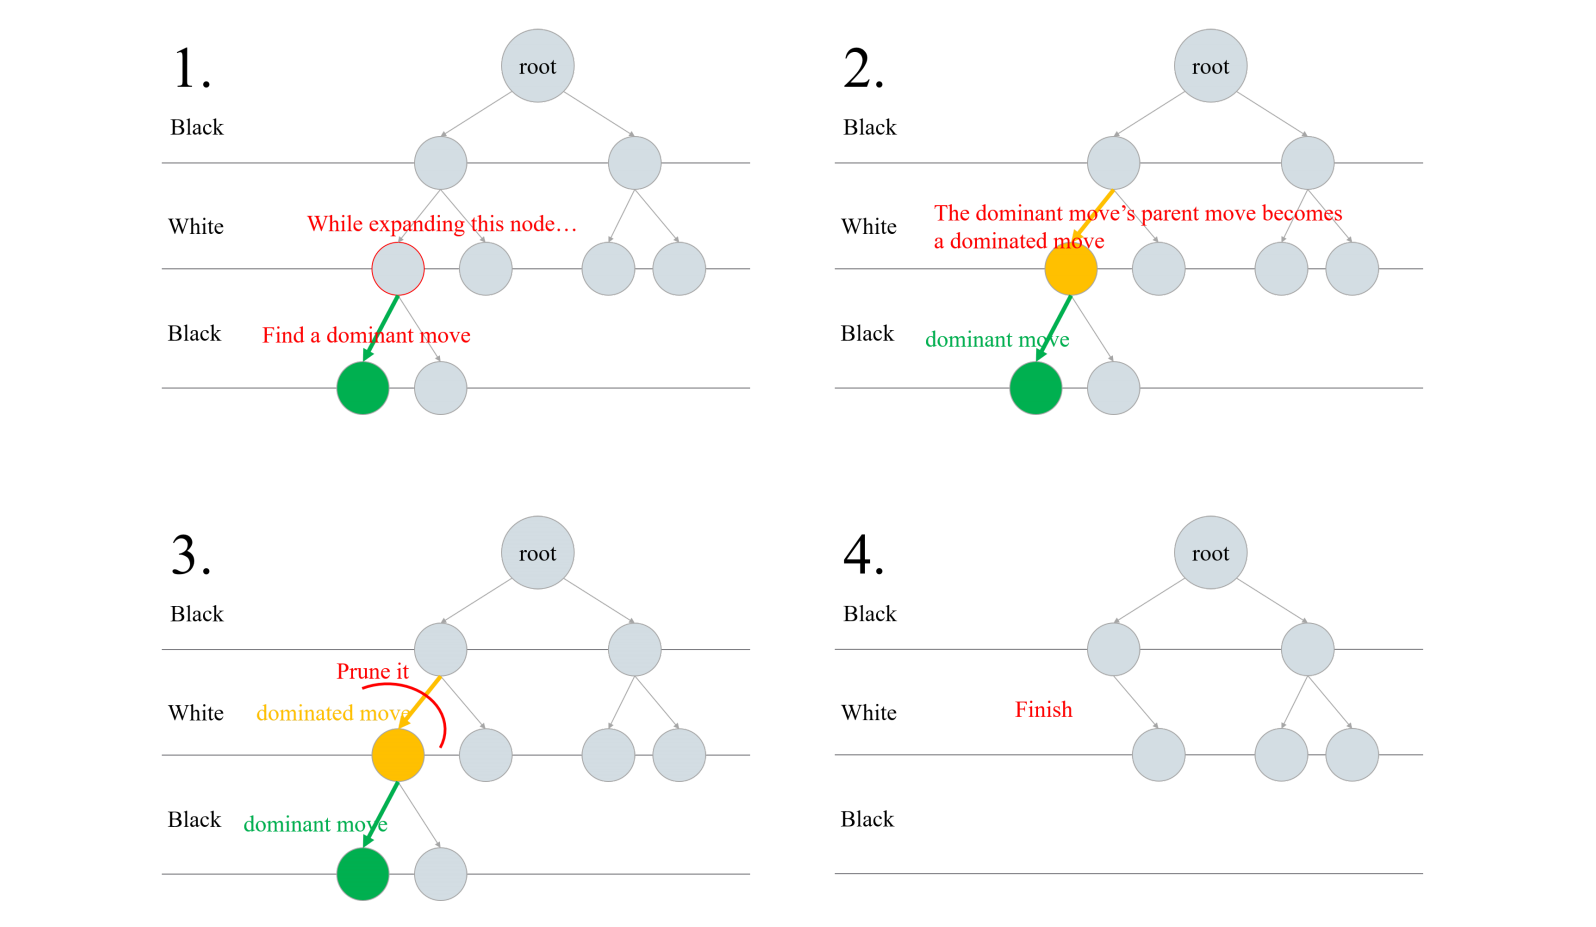 1.
root
Black
White
While expanding this node…
Black
Find a dominant move
2.
root
Black
White
The dominant move’s parent move becomes
a dominated move
Black
dominant move
3.
root
Black
Prune it
White
dominated move
Black
dominant move
4.
root
Black
White
Finish
Black